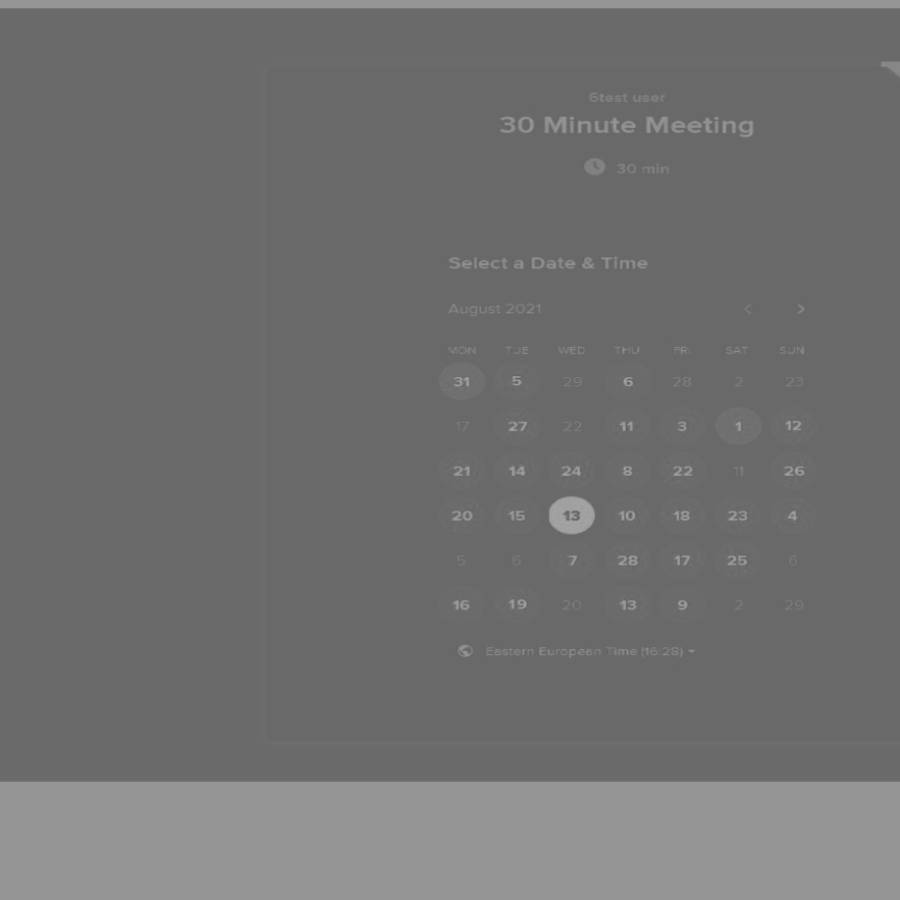 6test user
30 Minute Meeting
30 min
Select a Date & Time
August 2021
MON TUE WED THU FRI SAT SUN
31 5 29 6 28 2 23
17 27 22 11 3 1 12
21 14 24 8 22 11 26
20 15 13 10 18 23 4
5 6 7 28 17 25 6
16 19 20 13 9 2 29
Eastern European Time (16:28)